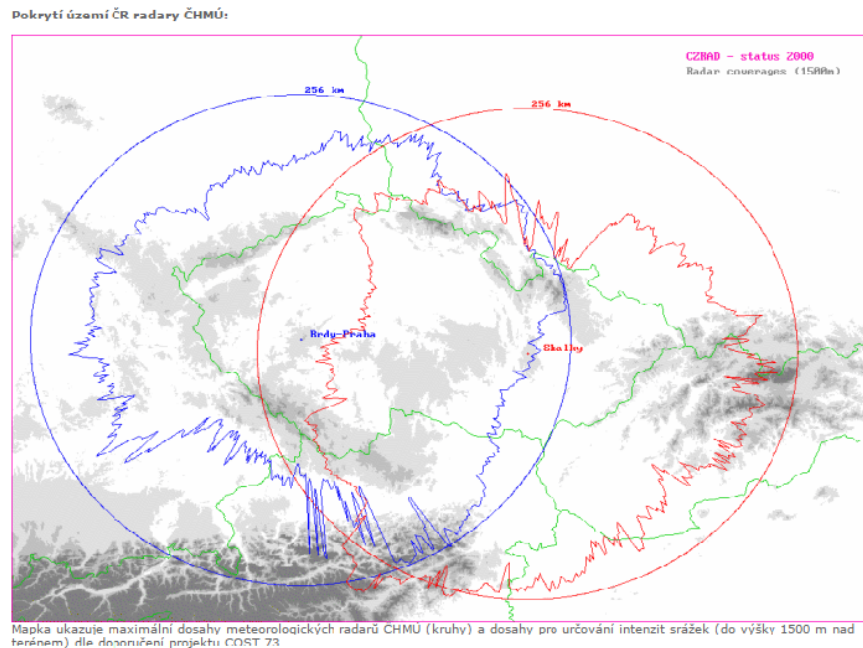 Pokrytí území ČR radary ČHMÚ:
CZRAD - status 2000
Radar coverages (1500m)
256 km
256 km
Brdy-Praha
Skalky
Mapka ukazuje maximální dosahy meteorologických radarů ČHMÚ (kruhy) a dosahy pro určování intenzit srážek (do výšky 1500 m nad
terénem) dle doporučení projektu COST 73